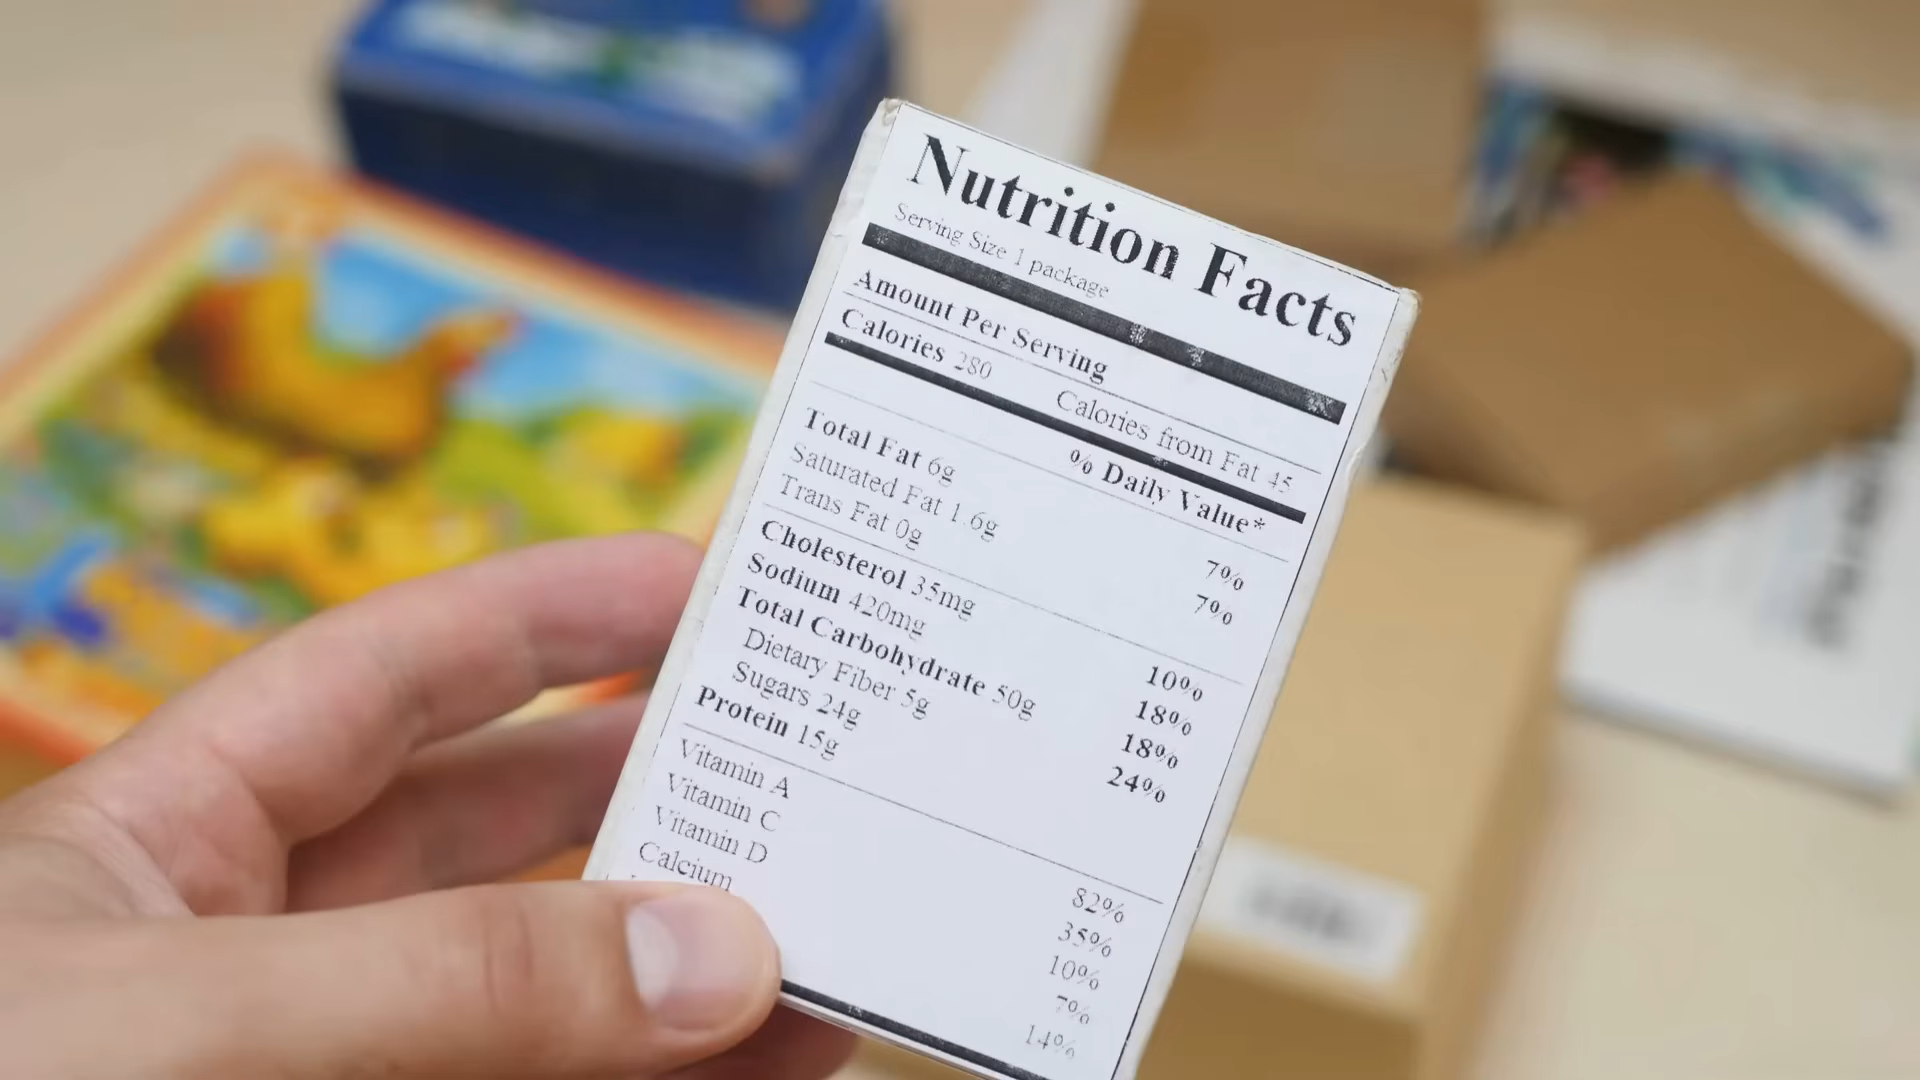 Nutrition Facts
Serving Size 1 package
Amount Per Serving
Calories 280 Calories from Fat 45
% Daily Value*
Total Fat 6g 7%
Saturated Fat 1.6g 7%
Trans Fat 0g
Cholesterol 35mg 10%
Sodium 420mg 18%
Total Carbohydrate 50g 18%
Dietary Fiber 5g 24%
Sugars 24g
Protein 15g
Vitamin A 82%
Vitamin C 35%
Vitamin D 10%
Calcium 7%
14%